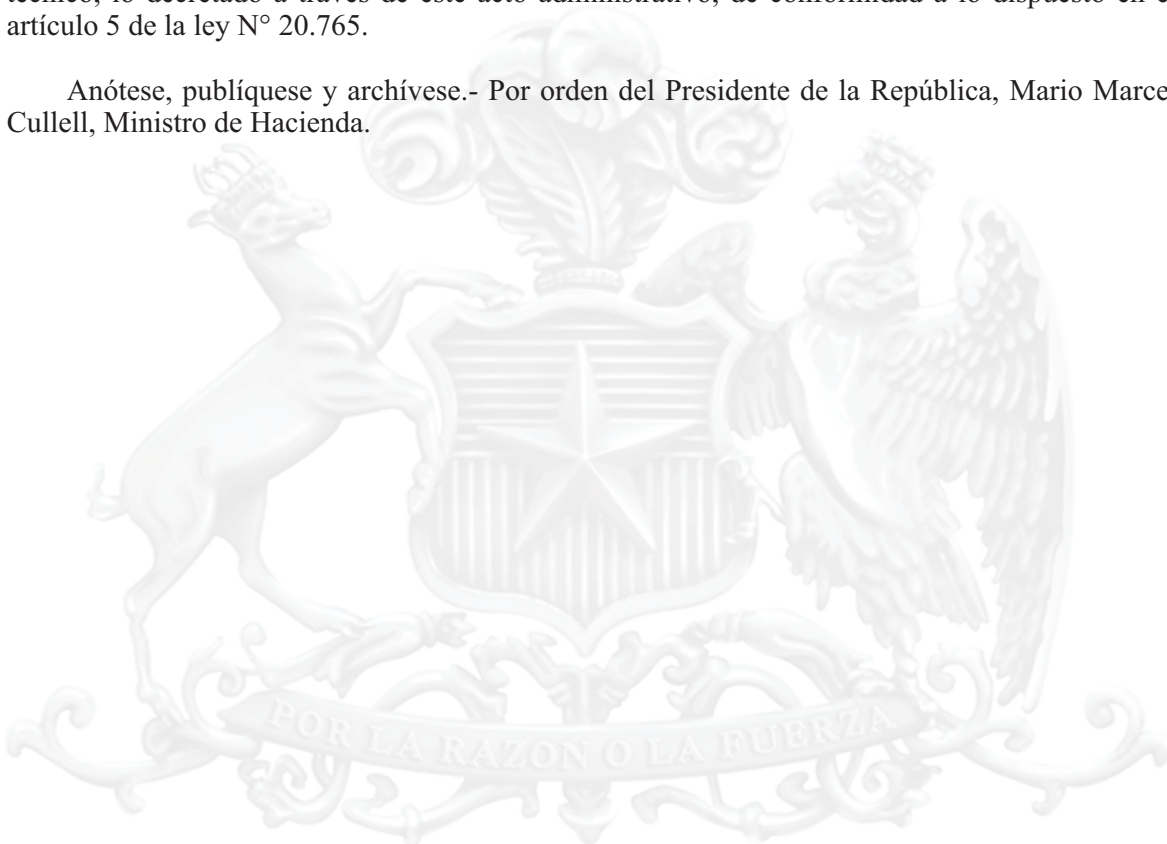 técnico, lo decretado a través de este acto administrativo, de conformidad a lo dispuesto en e
artículo 5 de la ley N° 20.765.
Anótese, publíquese y archívese.- Por orden del Presidente de la República, Mario Marce
Cullell, Ministro de Hacienda.
POR LA RAZON O LA FUERZA